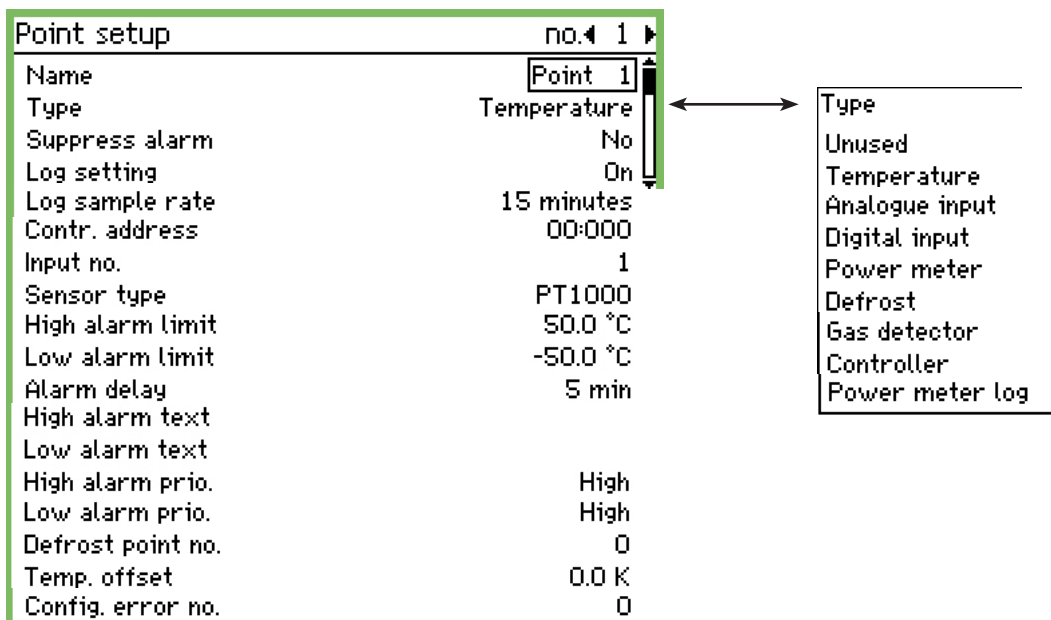 Point setup no. 1
Name Point 1
Type Temperature
Suppress alarm No
Log setting On
Log sample rate 15 minutes
Contr. address 00:000
Input no. 1
Sensor type PT1000
High alarm limit 50.0 °C
Low alarm limit -50.0 °C
Alarm delay 5 min
High alarm text
Low alarm text
High alarm prio. High
Low alarm prio. High
Defrost point no. 0
Temp. offset 0.0 K
Config. error no. 0
Type
Unused
Temperature
Analogue input
Digital input
Power meter
Defrost
Gas detector
Controller
Power meter log